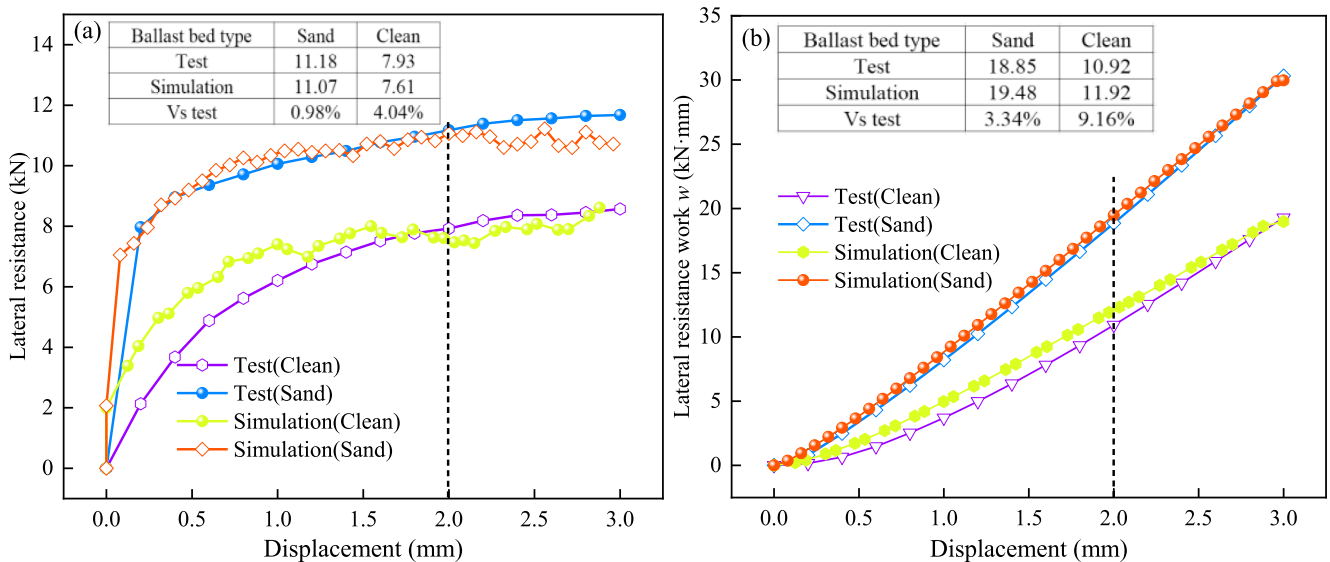 (a)
Ballast bed type Sand Clean
Test 11.18 7.93
Simulation 11.07 7.61
Vs test 0.98% 4.04%
14
12
10
8
6
4
2
0
Lateral resistance (kN)
Test(Clean)
Test(Sand)
Simulation(Clean)
Simulation(Sand)
0.0 0.5 1.0 1.5 2.0 2.5 3.0
Displacement (mm)
(b)
Ballast bed type Sand Clean
Test 18.85 10.92
Simulation 19.48 11.92
Vs test 3.34% 9.16%
35
30
25
20
15
10
5
0
Lateral resistance work w (kN·mm)
Test(Clean)
Test(Sand)
Simulation(Clean)
Simulation(Sand)
0.0 0.5 1.0 1.5 2.0 2.5 3.0
Displacement (mm)